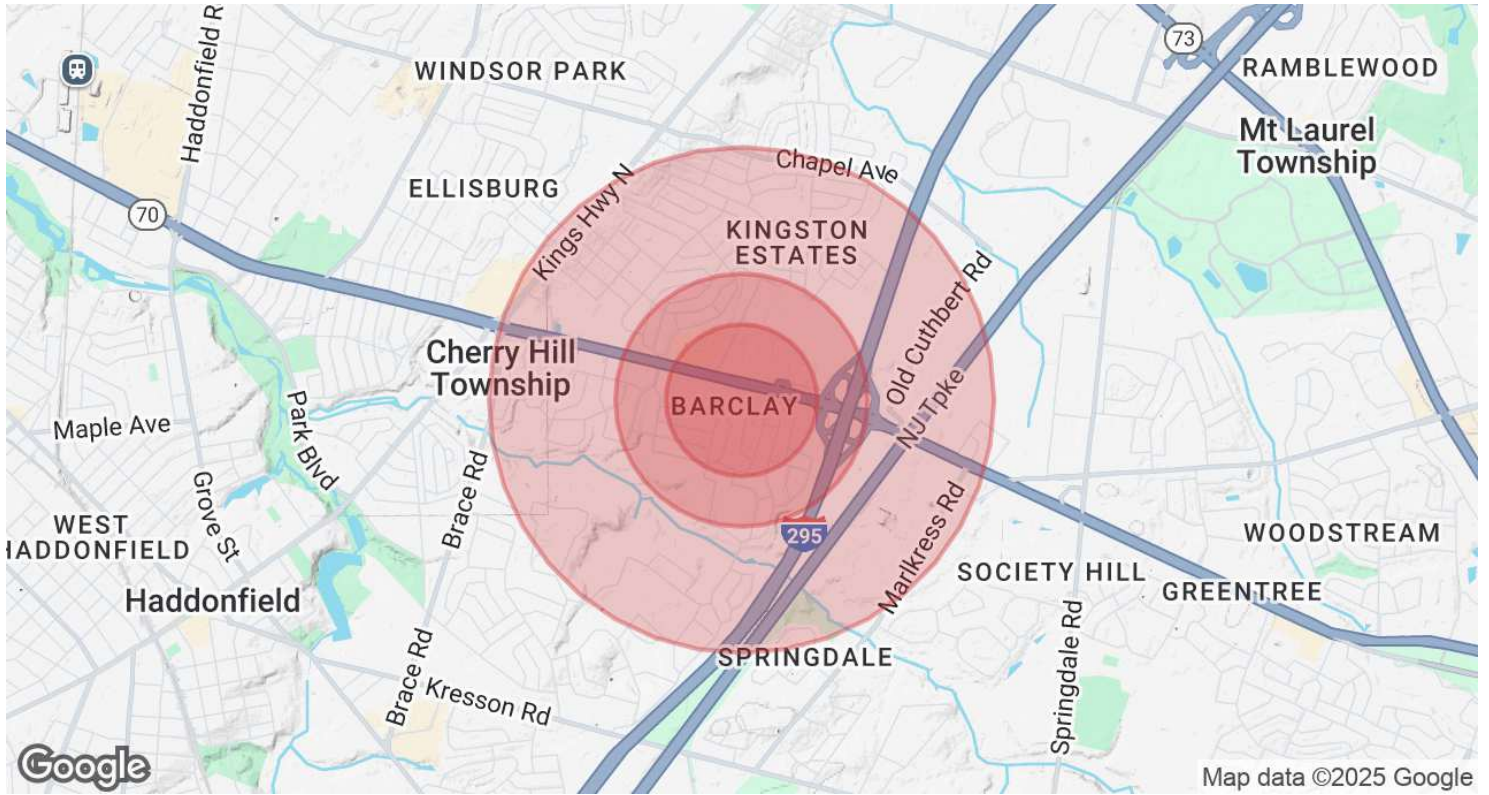 Haddonfield R
73
RAMBLEWOOD
WINDSOR PARK
Mt Laurel
Township
Chapel Ave
ELLISBURG
Kings Hwy N
70
KINGSTON
ESTATES
Old Cuthbert Rd
Cherry Hill
Township
NJ Tpke
BARCLAY
Maple Ave
Park Blvd
Brace Rd
Grove St
Marlkress Rd
WEST
HADDONFIELD
295
WOODSTREAM
SOCIETY HILL
GREENTREE
Haddonfield
Springdale Rd
SPRINGDALE
Brace Rd
Kresson Rd
Google
Map data ©2025 Google